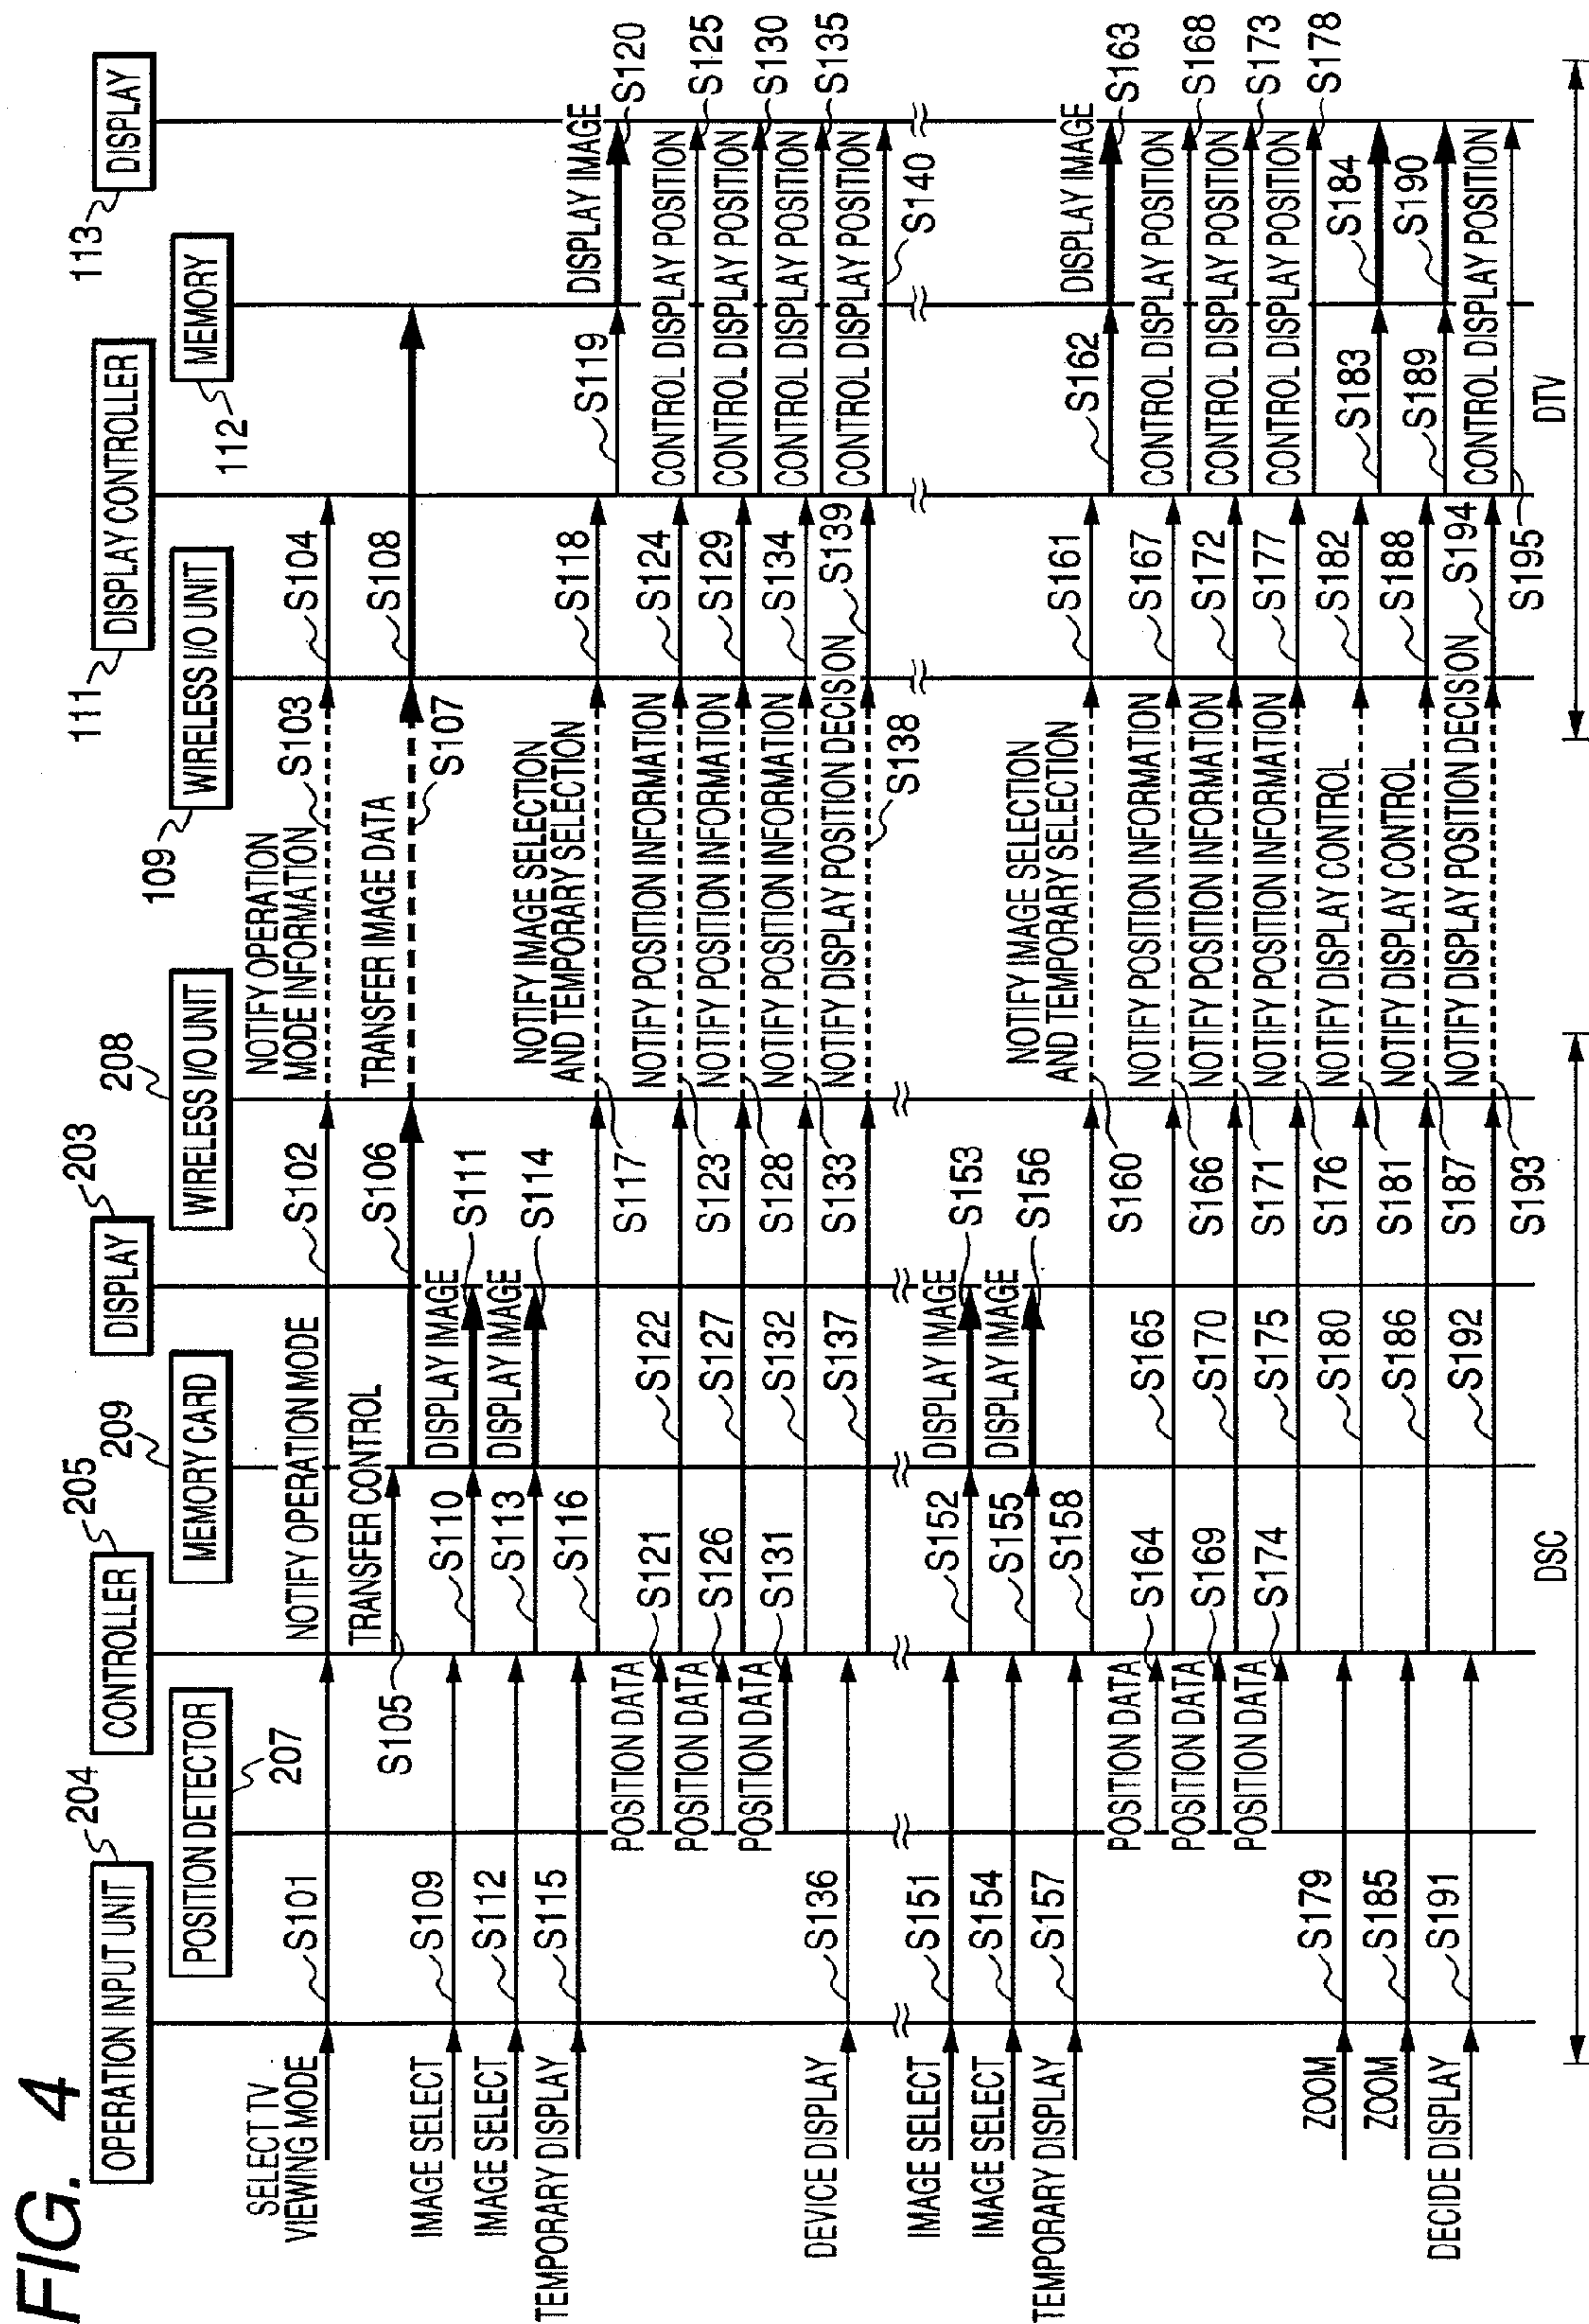 FIG. 4
OPERATION INPUT UNIT
204
POSITION DETECTOR
207
CONTROLLER
205
MEMORY CARD
209
DISPLAY
203
WIRELESS I/O UNIT
208
WIRELESS I/O UNIT
109
DISPLAY CONTROLLER
111
MEMORY
112
DISPLAY
113
SELECT TV
VIEWING MODE
S101
NOTIFY OPERATION MODE
S102
NOTIFY OPERATION
MODE INFORMATION
S103
S104
TRANSFER CONTROL
S105
S106
TRANSFER IMAGE DATA
S107
S108
IMAGE SELECT
S109
S110
DISPLAY IMAGE
S111
IMAGE SELECT
S112
S113
DISPLAY IMAGE
S114
TEMPORARY DISPLAY
S115
S116
S117
NOTIFY IMAGE SELECTION
AND TEMPORARY SELECTION
S118
S119
DISPLAY IMAGE
S120
POSITION DATA
S121
S122
S123
NOTIFY POSITION INFORMATION
S124
CONTROL DISPLAY POSITION
S125
POSITION DATA
S126
S127
S128
NOTIFY POSITION INFORMATION
S129
CONTROL DISPLAY POSITION
S130
POSITION DATA
S131
S132
S133
NOTIFY POSITION INFORMATION
S134
CONTROL DISPLAY POSITION
S135
DEVICE DISPLAY
S136
S137
NOTIFY DISPLAY POSITION DECISION
S138
S139
CONTROL DISPLAY POSITION
S140
IMAGE SELECT
S151
S152
DISPLAY IMAGE
S153
IMAGE SELECT
S154
S155
DISPLAY IMAGE
S156
TEMPORARY DISPLAY
S157
S158
S160
NOTIFY IMAGE SELECTION
AND TEMPORARY SELECTION
S161
S162
DISPLAY IMAGE
S163
POSITION DATA
S164
S165
S166
NOTIFY POSITION INFORMATION
S167
CONTROL DISPLAY POSITION
S168
POSITION DATA
S169
S170
S171
NOTIFY POSITION INFORMATION
S172
CONTROL DISPLAY POSITION
S173
POSITION DATA
S174
S175
S176
NOTIFY POSITION INFORMATION
S177
CONTROL DISPLAY POSITION
S178
ZOOM
S179
S180
S181
NOTIFY DISPLAY CONTROL
S182
S183
S184
ZOOM
S185
S186
S187
NOTIFY DISPLAY CONTROL
S188
S189
S190
DECIDE DISPLAY
S191
S192
S193
NOTIFY DISPLAY POSITION DECISION
S194
CONTROL DISPLAY POSITION
S195
DSC
DTV